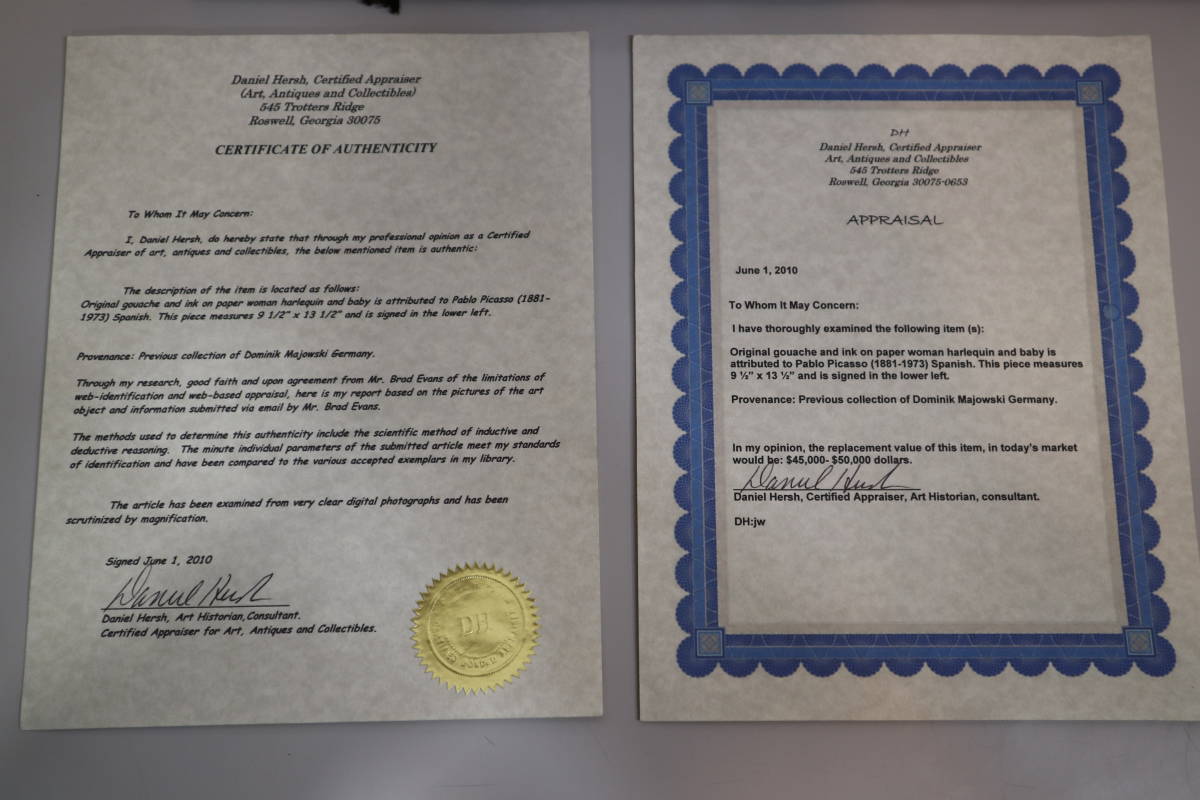 Daniel Hersh, Certified Appraiser
(Art, Antiques and Collectibles)
545 Trotters Ridge
Roswell, Georgia 30075
CERTIFICATE OF AUTHENTICITY
To Whom It May Concern:
I, Daniel Hersh, do hereby state that through my professional opinion as a Certified
Appraiser of art, antiques and collectibles, the below mentioned item is authentic:
The description of the item is located as follows:
Original gouache and ink on paper woman harlequin and baby is attributed to Pablo Picasso (1881-
1973) Spanish. This piece measures 9 1/2" x 13 1/2" and is signed in the lower left.
Provenance: Previous collection of Dominik Majowski Germany.
Through my research, good faith and upon agreement from Mr. Brad Evans of the limitations of
web-identification and web-based appraisal, here is my report based on the pictures of the art
object and information submitted via email by Mr. Brad Evans.
The methods used to determine this authenticity include the scientific method of inductive and
deductive reasoning. The minute individual parameters of the submitted article meet my standards
of identification and have been compared to the various accepted exemplars in my library.
The article has been examined from very clear digital photographs and has been
scrutinized by magnification.
Signed June 1, 2010
Daniel Hersh
Daniel Hersh, Art Historian,Consultant.
Certified Appraiser for Art, Antiques and Collectibles.
DH
DH
Daniel Hersh, Certified Appraiser
Art, Antiques and Collectibles
545 Trotters Ridge
Roswell, Georgia 30075-0653
APPRAISAL
June 1, 2010
To Whom It May Concern:
I have thoroughly examined the following item (s):
Original gouache and ink on paper woman harlequin and baby is
attributed to Pablo Picasso (1881-1973) Spanish. This piece measures
9 ½" x 13 ½" and is signed in the lower left.
Provenance: Previous collection of Dominik Majowski Germany.
In my opinion, the replacement value of this item, in today's market
would be: $45,000- $50,000 dollars.
Daniel Hersh
Daniel Hersh, Certified Appraiser, Art Historian, consultant.
DH:jw